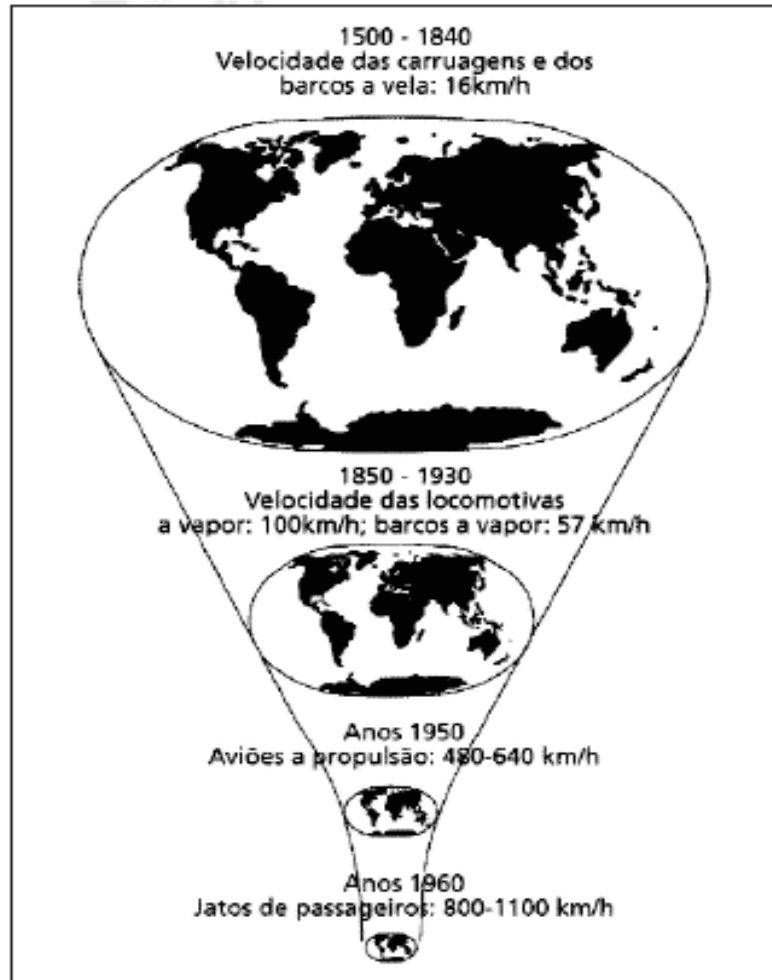 1500 - 1840
Velocidade das carruagens e dos
barcos a vela: 16km/h
1850 - 1930
Velocidade das locomotivas
a vapor: 100km/h; barcos a vapor: 57 km/h
Anos 1950
Aviões a propulsão: 480-640 km/h
Anos 1960
Jatos de passageiros: 800-1100 km/h